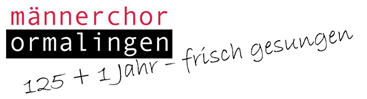 männerchor
ormalingen
125 + 1 Jahr - frisch gesungen